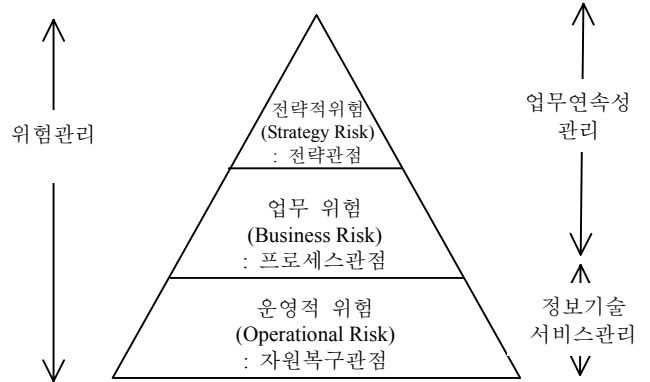 위험관리
전략적위험
(Strategy Risk)
: 전략관점
업무 위험
(Business Risk)
: 프로세스관점
운영적 위험
(Operational Risk)
: 자원복구관점
업무연속성
관리
정보기술
서비스관리